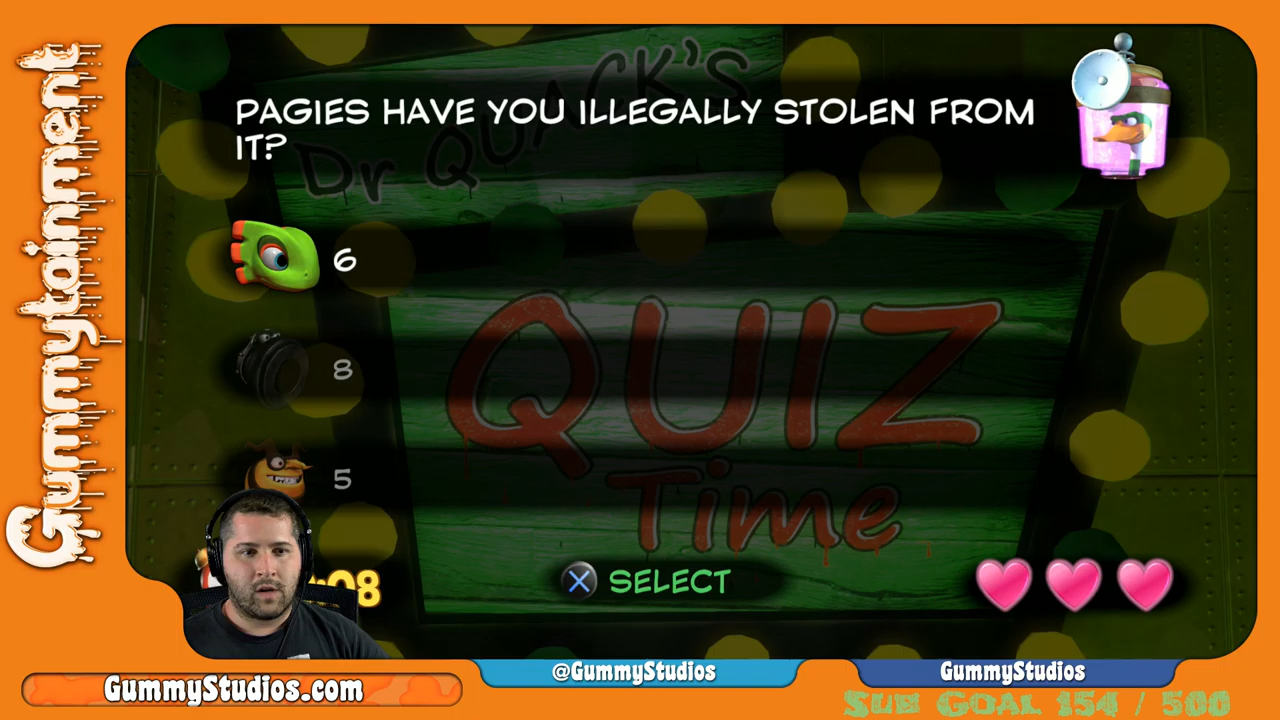 Gummytainment
Dr QUACK'S
PAGIES HAVE YOU ILLEGALLY STOLEN FROM
IT?
6
8
5
QUIZ
Time
08
SELECT
GummyStudios.com
@GummyStudios
GummyStudios
Sub Goal 154 / 500